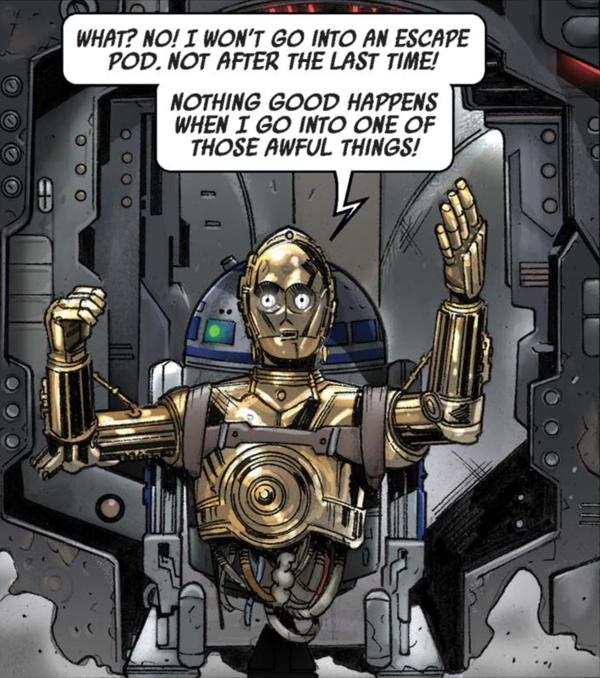 WHAT? NO! I WON'T GO INTO AN ESCAPE
POD. NOT AFTER THE LAST TIME!
NOTHING GOOD HAPPENS
WHEN I GO INTO ONE OF
THOSE AWFUL THINGS!